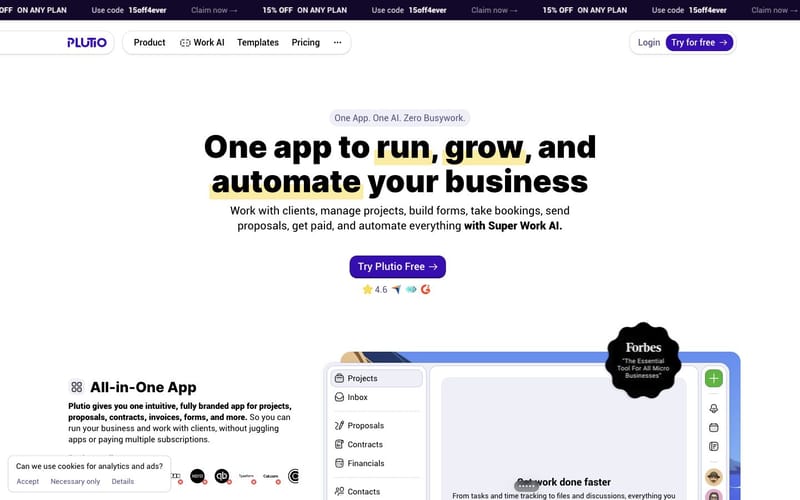 OFF ON ANY PLAN Use code 15off4ever Claim now → 15% OFF ON ANY PLAN Use code 15off4ever Claim now → 15% OFF ON ANY PLAN Use code 15off4ever Claim now →
PLUTIO Product Work AI Templates Pricing ··· Login Try for free →
One App. One AI. Zero Busywork.
One app to run, grow, and
automate your business
Work with clients, manage projects, build forms, take bookings, send
proposals, get paid, and automate everything with Super Work AI.
Try Plutio Free →
4.6
Forbes
"The Essential
Tool For All Micro
Businesses"
All-in-One App
Plutio gives you one intuitive, fully branded app for projects,
proposals, contracts, invoices, forms, and more. So you can
run your business and work with clients, without juggling
apps or paying multiple subscriptions.
Can we use cookies for analytics and ads?
Accept Necessary only Details
xero
qb
Typeform
Projects
Inbox
Proposals
Contracts
Financials
Contacts
work done faster
From tasks and time tracking to files and discussions, everything you